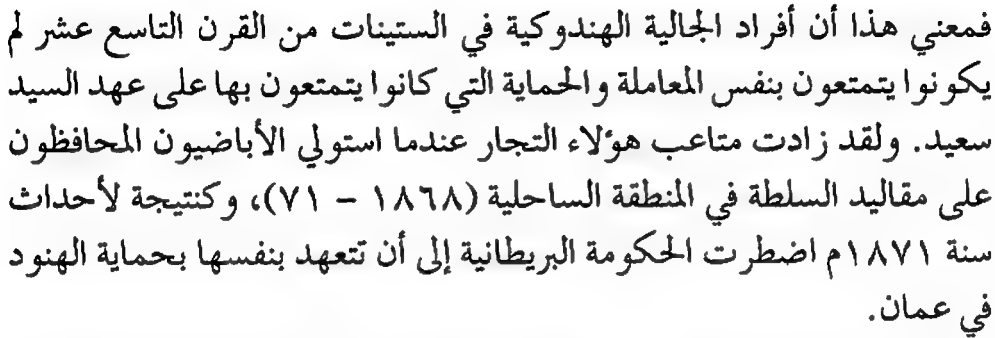 فمعني هذا أن أفراد الجالية الهندوكية في الستينات من القرن التاسع عشر لم
يكونوا يتمتعون بنفس المعاملة والحماية التي كانوا يتمتعون بها على عهد السيد
سعيد. ولقد زادت متاعب هؤلاء التجار عندما استولي الأباضيون المحافظون
على مقاليد السلطة في المنطقة الساحلية (١٨٦٨ - ٧١)، وكنتيجة لأحداث
سنة ١٨٧١م اضطرت الحكومة البريطانية إلى أن تتعهد بنفسها بحماية الهنود
في عمان.